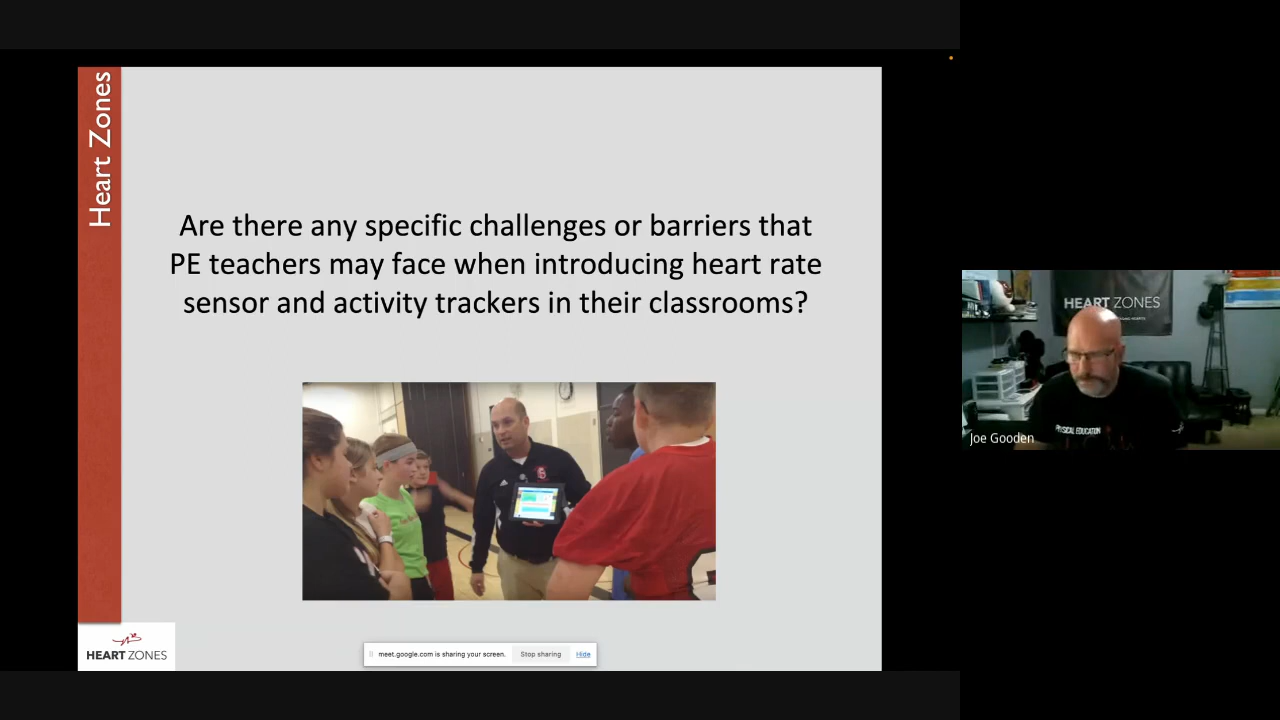 Heart Zones
Are there any specific challenges or barriers that
PE teachers may face when introducing heart rate
sensor and activity trackers in their classrooms?
HEART ZONES
meet.google.com is sharing your screen.
Stop sharing
Hide
HEART ZONES
PHYSICAL EDUCATION
Joe Gooden